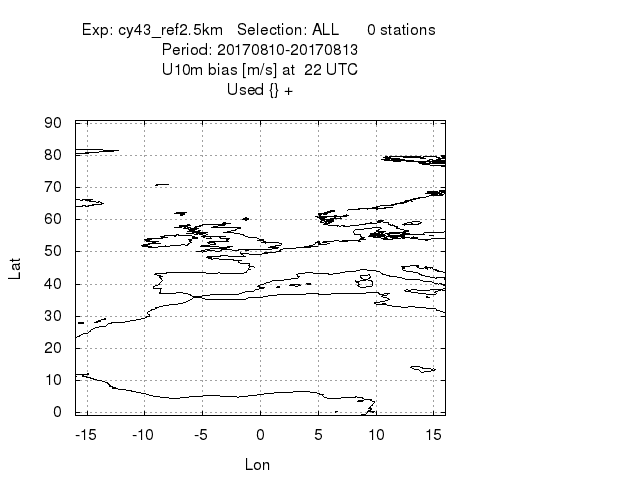 Exp: cy43_ref2.5km Selection: ALL 0 stations
Period: 20170810-20170813
U10m bias [m/s] at 22 UTC
Used {} +
90
80
70
60
50
40
30
20
10
0
Lat
-15 -10 -5 0 5 10 15
Lon